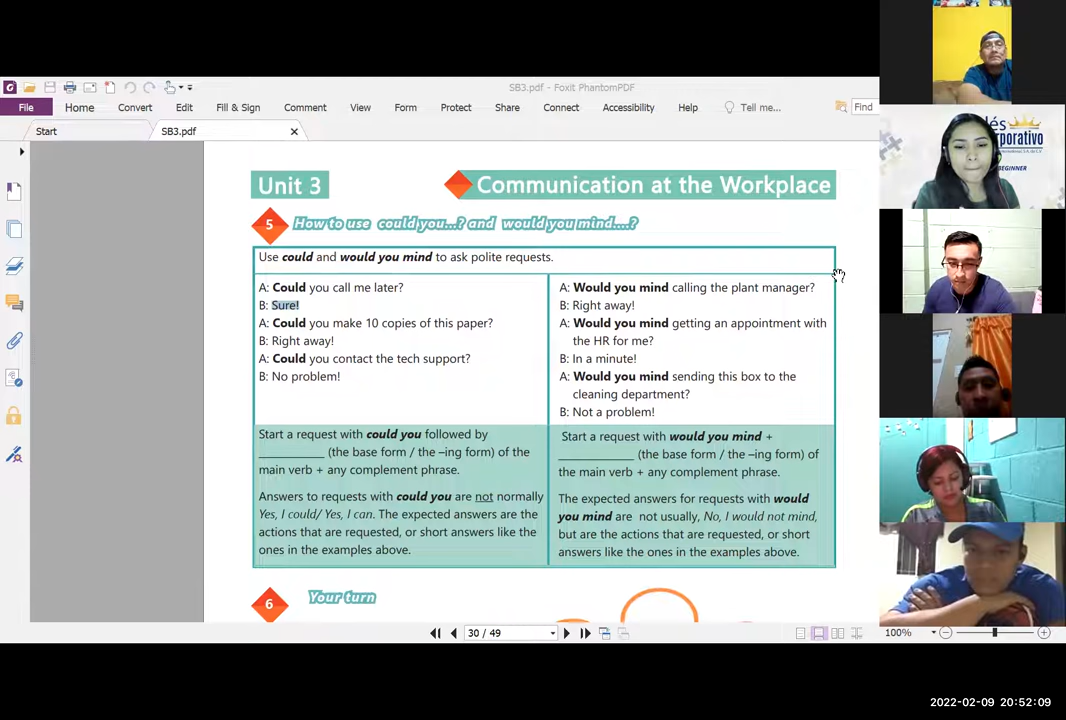 SB3.pdf - Foxit PhantomPDF
File Home Convert Edit Fill & Sign Comment View Form Protect Share Connect Accessibility Help Tell me... Find
Start SB3.pdf
Unit 3 Communication at the Workplace
5 How to use could you...? and would you mind....?
Use could and would you mind to ask polite requests.
A: Could you call me later?
B: Sure!
A: Could you make 10 copies of this paper?
B: Right away!
A: Could you contact the tech support?
B: No problem!
A: Would you mind calling the plant manager?
B: Right away!
A: Would you mind getting an appointment with
the HR for me?
B: In a minute!
A: Would you mind sending this box to the
cleaning department?
B: Not a problem!
Start a request with could you followed by
____________ (the base form / the –ing form) of the
main verb + any complement phrase.
Answers to requests with could you are not normally
Yes, I could/ Yes, I can. The expected answers are the
actions that are requested, or short answers like the
ones in the examples above.
Start a request with would you mind +
______________ (the base form / the –ing form) of
the main verb + any complement phrase.
The expected answers for requests with would
you mind are not usually, No, I would not mind,
but are the actions that are requested, or short
answers like the ones in the examples above.
6 Your turn
30 / 49
100%
BEGINNER
2022-02-09 20:52:09